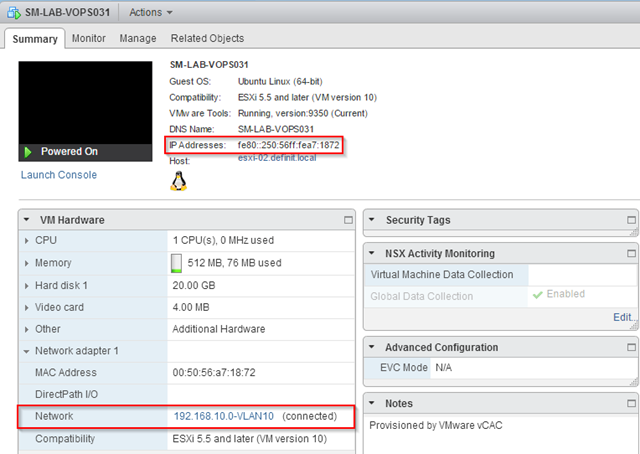 SM-LAB-VOPS031 Actions
Summary Monitor Manage Related Objects
SM-LAB-VOPS031
Guest OS: Ubuntu Linux (64-bit)
Compatibility: ESXi 5.5 and later (VM version 10)
VMware Tools: Running, version:9350 (Current)
DNS Name: SM-LAB-VOPS031
IP Addresses: fe80::250:56ff:fea7:1872
Host: esxi-02.definit.local
Powered On
Launch Console
VM Hardware
CPU 1 CPU(s), 0 MHz used
Memory 512 MB, 76 MB used
Hard disk 1 20.00 GB
Video card 4.00 MB
Other Additional Hardware
Network adapter 1
MAC Address 00:50:56:a7:18:72
DirectPath I/O
Network 192.168.10.0-VLAN10 (connected)
Compatibility ESXi 5.5 and later (VM version 10)
Security Tags
NSX Activity Monitoring
Virtual Machine Data Collection
Global Data Collection Enabled
Edit...
Advanced Configuration
EVC Mode N/A
Notes
Provisioned by VMware vCAC